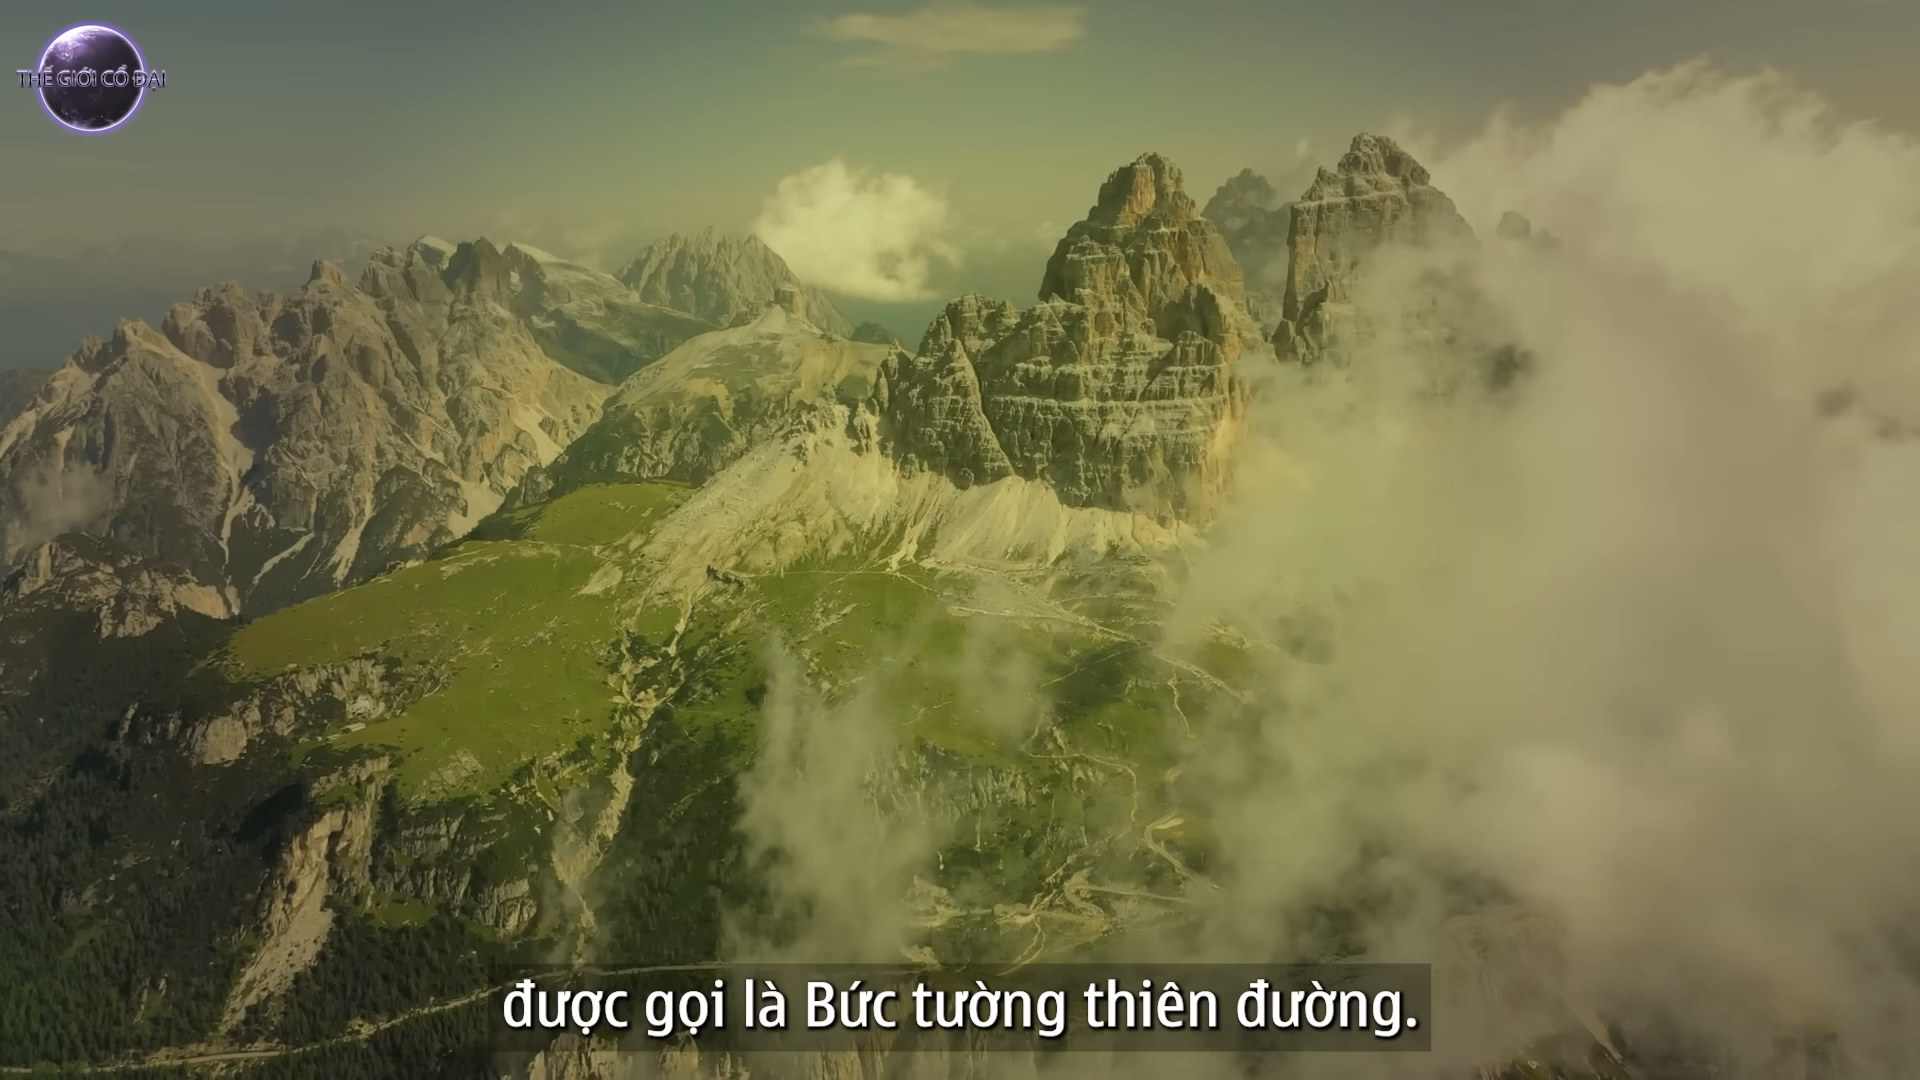 THẾ GIỚI CỔ ĐẠI
được gọi là Bức tường thiên đường.